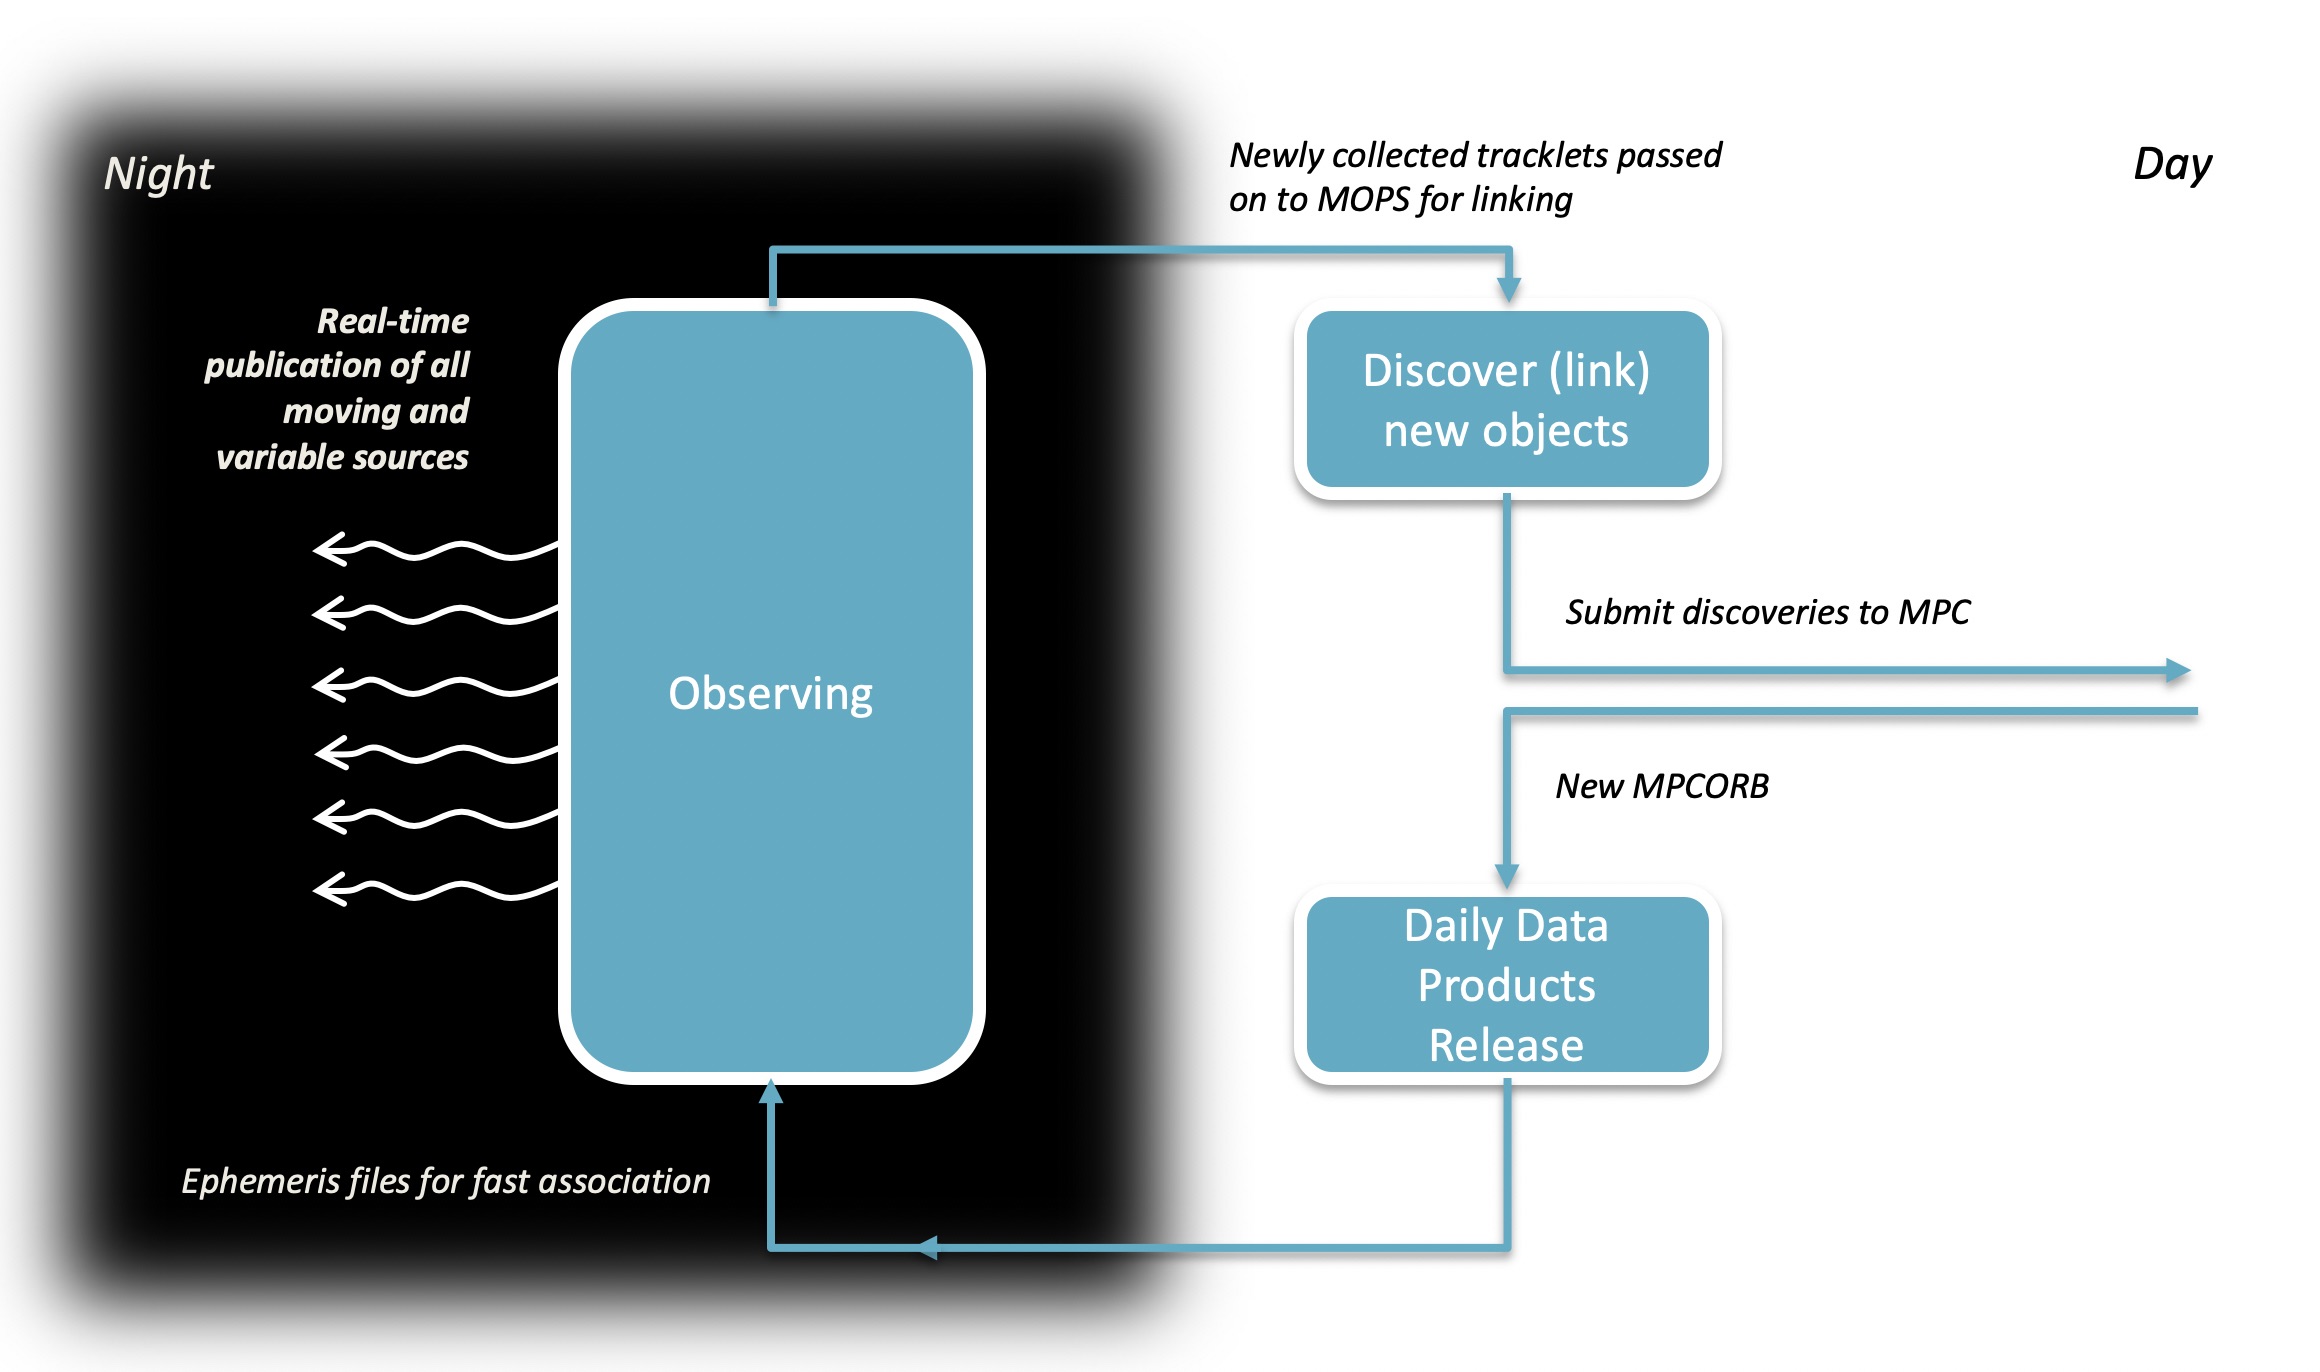 Night
Newly collected tracklets passed
on to MOPS for linking
Day
Real-time
publication of all
moving and
variable sources
Discover (link)
new objects
Observing
Submit discoveries to MPC
New MPCORB
Daily Data
Products
Release
Ephemeris files for fast association